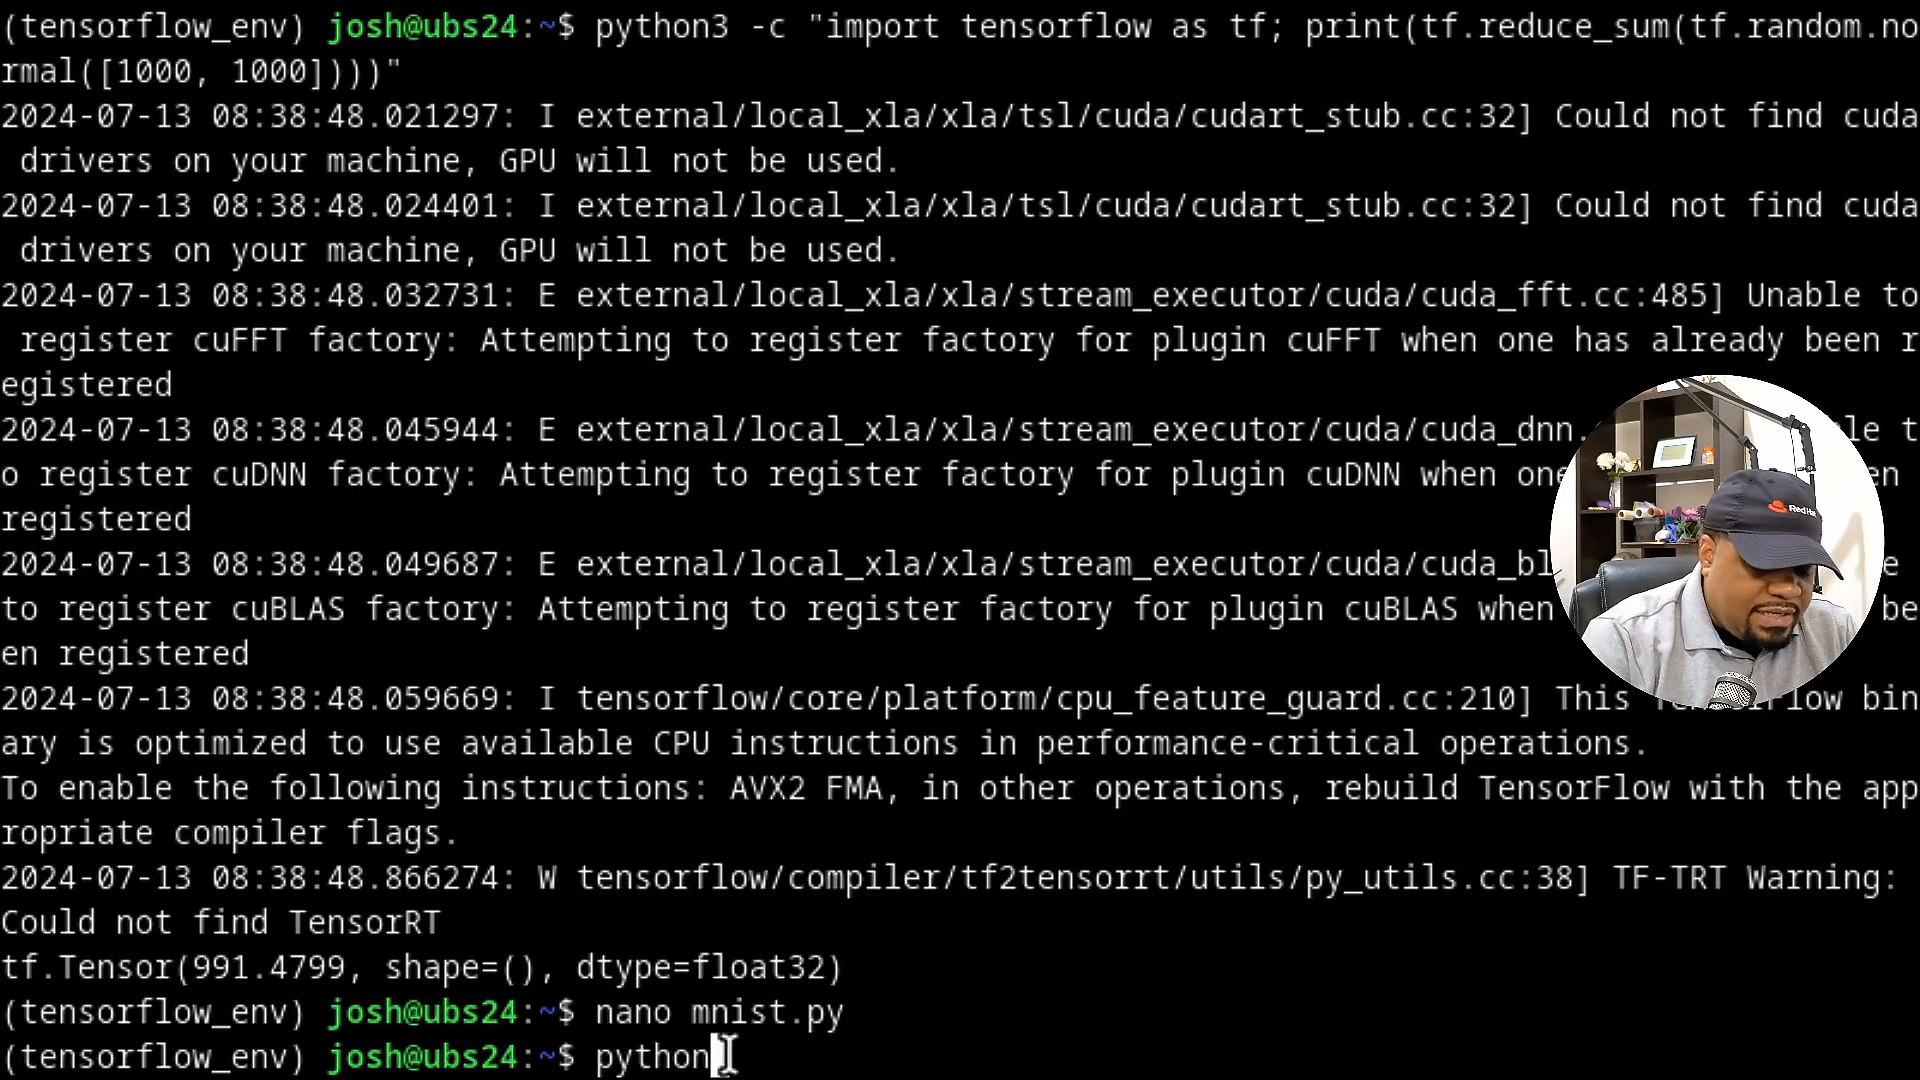 (tensorflow_env) josh@ubs24:~$ python3 -c "import tensorflow as tf; print(tf.reduce_sum(tf.random.no
rmal([1000, 1000])))"
2024-07-13 08:38:48.021297: I external/local_xla/xla/tsl/cuda/cudart_stub.cc:32] Could not find cuda
drivers on your machine, GPU will not be used.
2024-07-13 08:38:48.024401: I external/local_xla/xla/tsl/cuda/cudart_stub.cc:32] Could not find cuda
drivers on your machine, GPU will not be used.
2024-07-13 08:38:48.032731: E external/local_xla/xla/stream_executor/cuda/cuda_fft.cc:485] Unable to
register cuFFT factory: Attempting to register factory for plugin cuFFT when one has already been r
egistered
2024-07-13 08:38:48.045944: E external/local_xla/xla/stream_executor/cuda/cuda_dnn. le t
o register cuDNN factory: Attempting to register factory for plugin cuDNN when one en
registered
2024-07-13 08:38:48.049687: E external/local_xla/xla/stream_executor/cuda/cuda_bl e
to register cuBLAS factory: Attempting to register factory for plugin cuBLAS when be
en registered
2024-07-13 08:38:48.059669: I tensorflow/core/platform/cpu_feature_guard.cc:210] This TensorFlow bin
ary is optimized to use available CPU instructions in performance-critical operations.
To enable the following instructions: AVX2 FMA, in other operations, rebuild TensorFlow with the app
ropriate compiler flags.
2024-07-13 08:38:48.866274: W tensorflow/compiler/tf2tensorrt/utils/py_utils.cc:38] TF-TRT Warning:
Could not find TensorRT
tf.Tensor(991.4799, shape=(), dtype=float32)
(tensorflow_env) josh@ubs24:~$ nano mnist.py
(tensorflow_env) josh@ubs24:~$ python
Red Hat